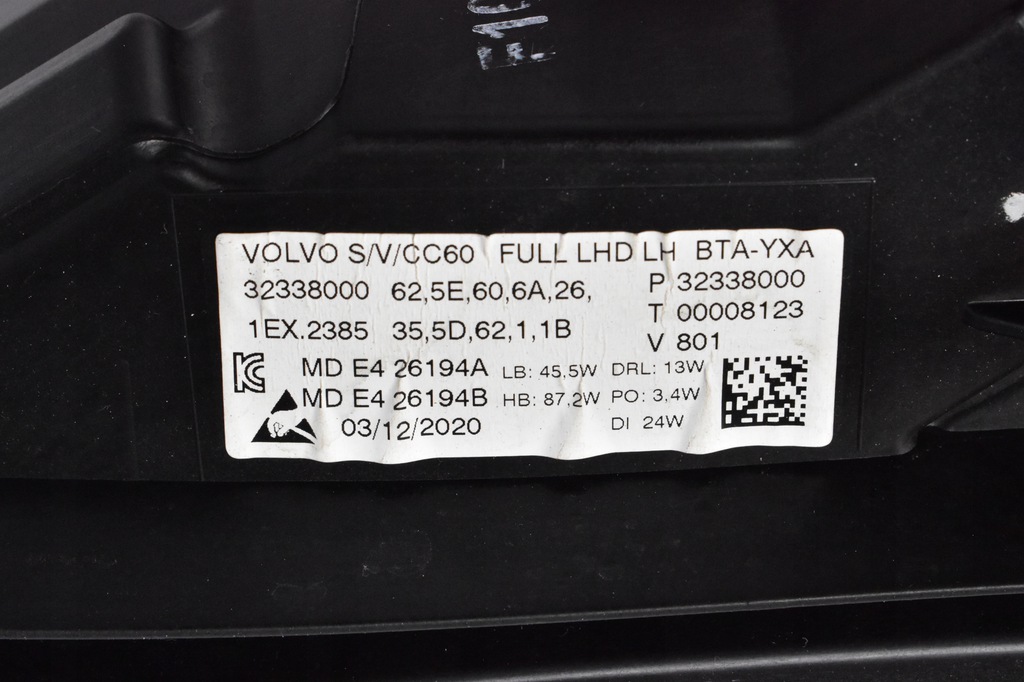 VOLVO S/V/CC60 FULL LHD LH BTA-YXA
32338000 62,5E,60,6A,26, P 32338000
T 00008123
1EX.2385 35,5D,62,1,1B
V 801
MD E4 26194A LB: 45.5W DRL: 13W
MD E4 26194B HB: 87,2W PO: 3,4W
03/12/2020 DI 24W